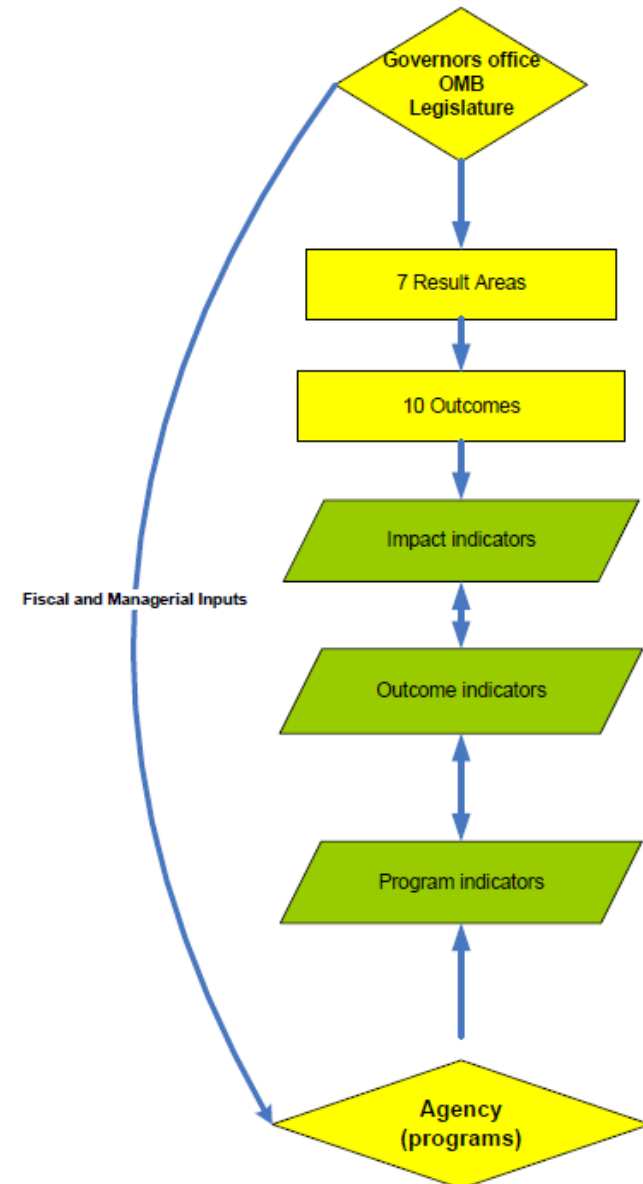 Governors office
OMB
Legislature
7 Result Areas
10 Outcomes
Impact indicators
Fiscal and Managerial Inputs
Outcome indicators
Program indicators
Agency
(programs)